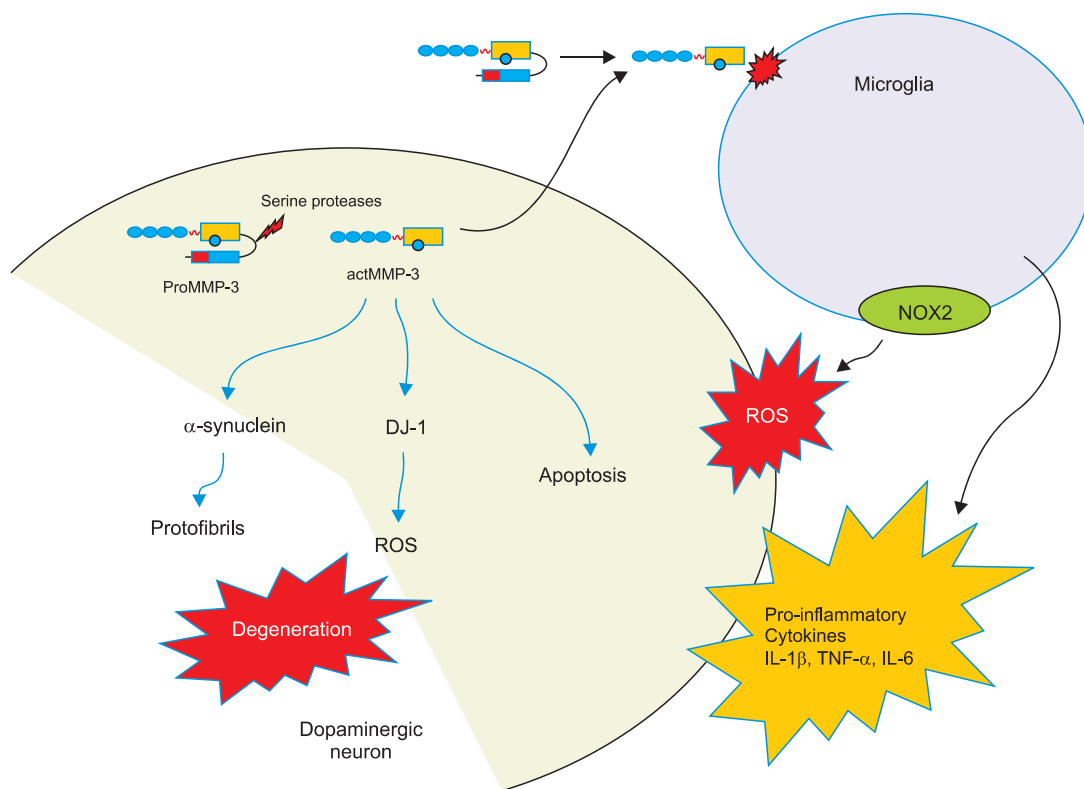 Microglia
Serine proteases
ProMMP-3
actMMP-3
NOX2
ROS
α-synuclein
DJ-1
Apoptosis
Protofibrils
ROS
Degeneration
Pro-inflammatory
Cytokines
IL-1β, TNF-α, IL-6
Dopaminergic
neuron